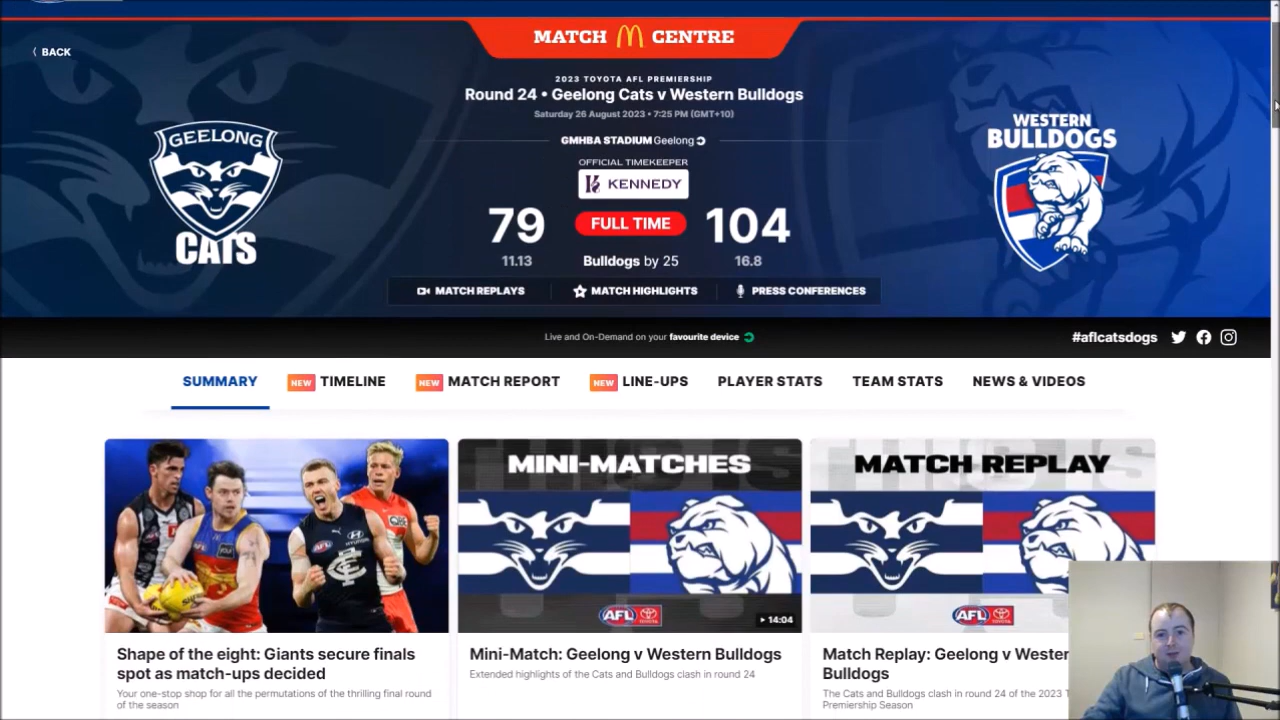 MATCH CENTRE
BACK
2023 TOYOTA AFL PREMIERSHIP
Round 24 • Geelong Cats v Western Bulldogs
Saturday 26 August 2023 • 7:25 PM (GMT+10)
GMHBA STADIUM Geelong
OFFICIAL TIMEKEEPER
KENNEDY
GEELONG
CATS
WESTERN
BULLDOGS
79 FULL TIME 104
11.13 Bulldogs by 25 16.8
MATCH REPLAYS MATCH HIGHLIGHTS PRESS CONFERENCES
Live and On-Demand on your favourite device
#aflcatsdogs
SUMMARY NEW TIMELINE NEW MATCH REPORT NEW LINE-UPS PLAYER STATS TEAM STATS NEWS & VIDEOS
MINI-MATCHES
AFL TOYOTA
14:04
MATCH REPLAY
AFL TOYOTA
Shape of the eight: Giants secure finals
spot as match-ups decided
Your one-stop shop for all the permutations of the thrilling final round
of the season
Mini-Match: Geelong v Western Bulldogs
Extended highlights of the Cats and Bulldogs clash in round 24
Match Replay: Geelong v Wester
Bulldogs
The Cats and Bulldogs clash in round 24 of the 2023 T
Premiership Season